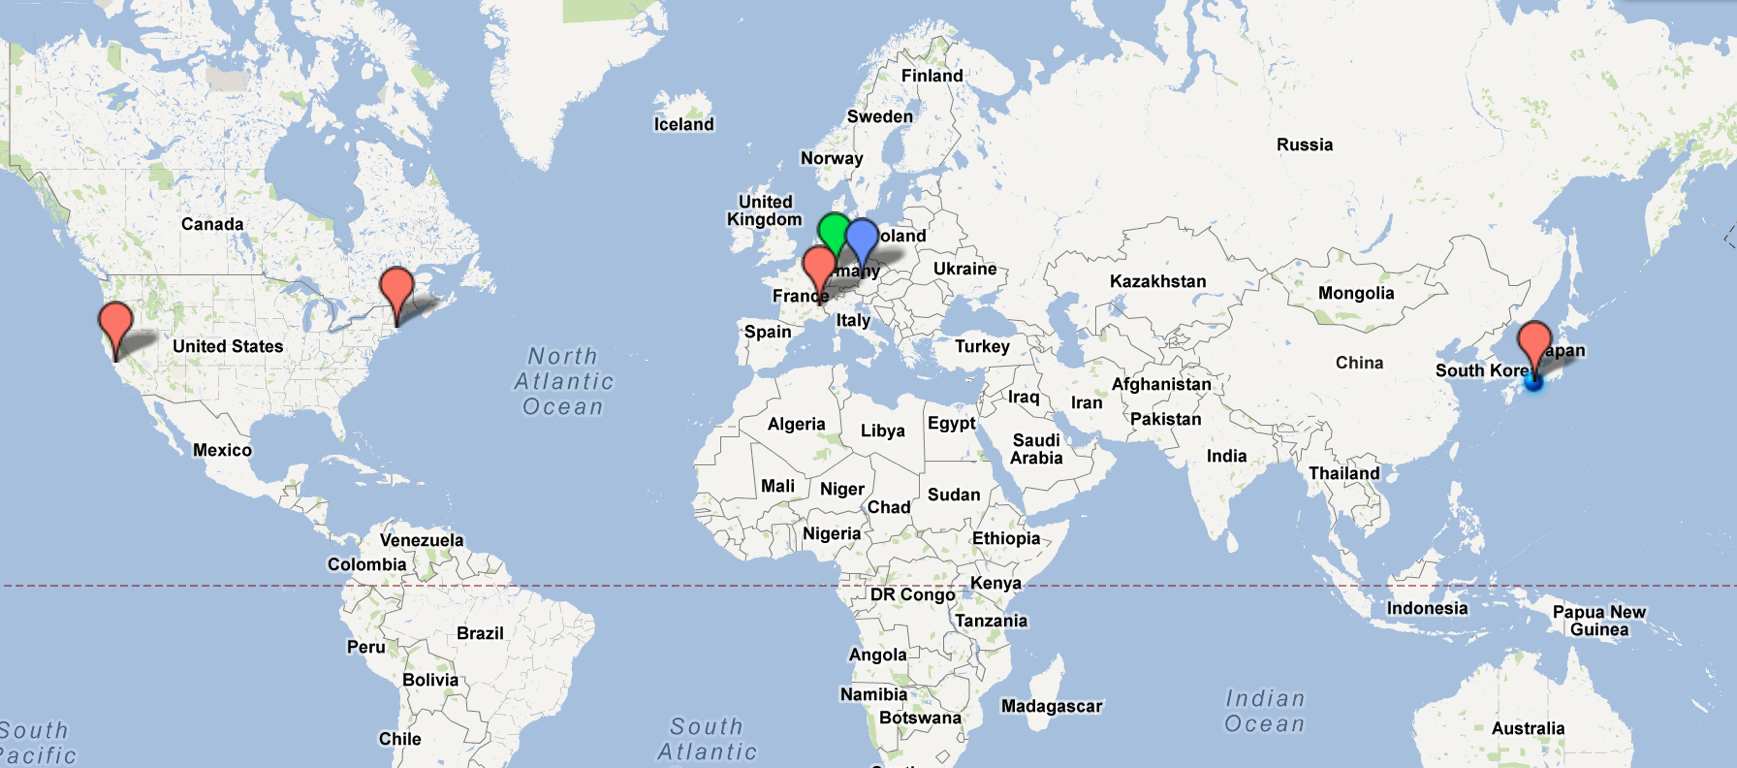 Finland
Sweden
Iceland
Russia
Norway
United
Kingdom
Canada
oland
many
Ukraine
Kazakhstan
Mongolia
France
Italy
Spain
United States
Turkey
apan
South Kore
China
North
Atlantic
Ocean
Afghanistan
Iraq
Iran
Pakistan
Algeria
Libya
Egypt
Saudi
Arabia
Mexico
India
Thailand
Mali
Niger
Chad
Sudan
Nigeria
Ethiopia
Venezuela
Colombia
Kenya
DR Congo
Indonesia
Papua New
Guinea
Tanzania
Brazil
Peru
Angola
Bolivia
Namibia
Madagascar
Botswana
Indian
Ocean
South
Pacific
South
Atlantic
Chile
Australia